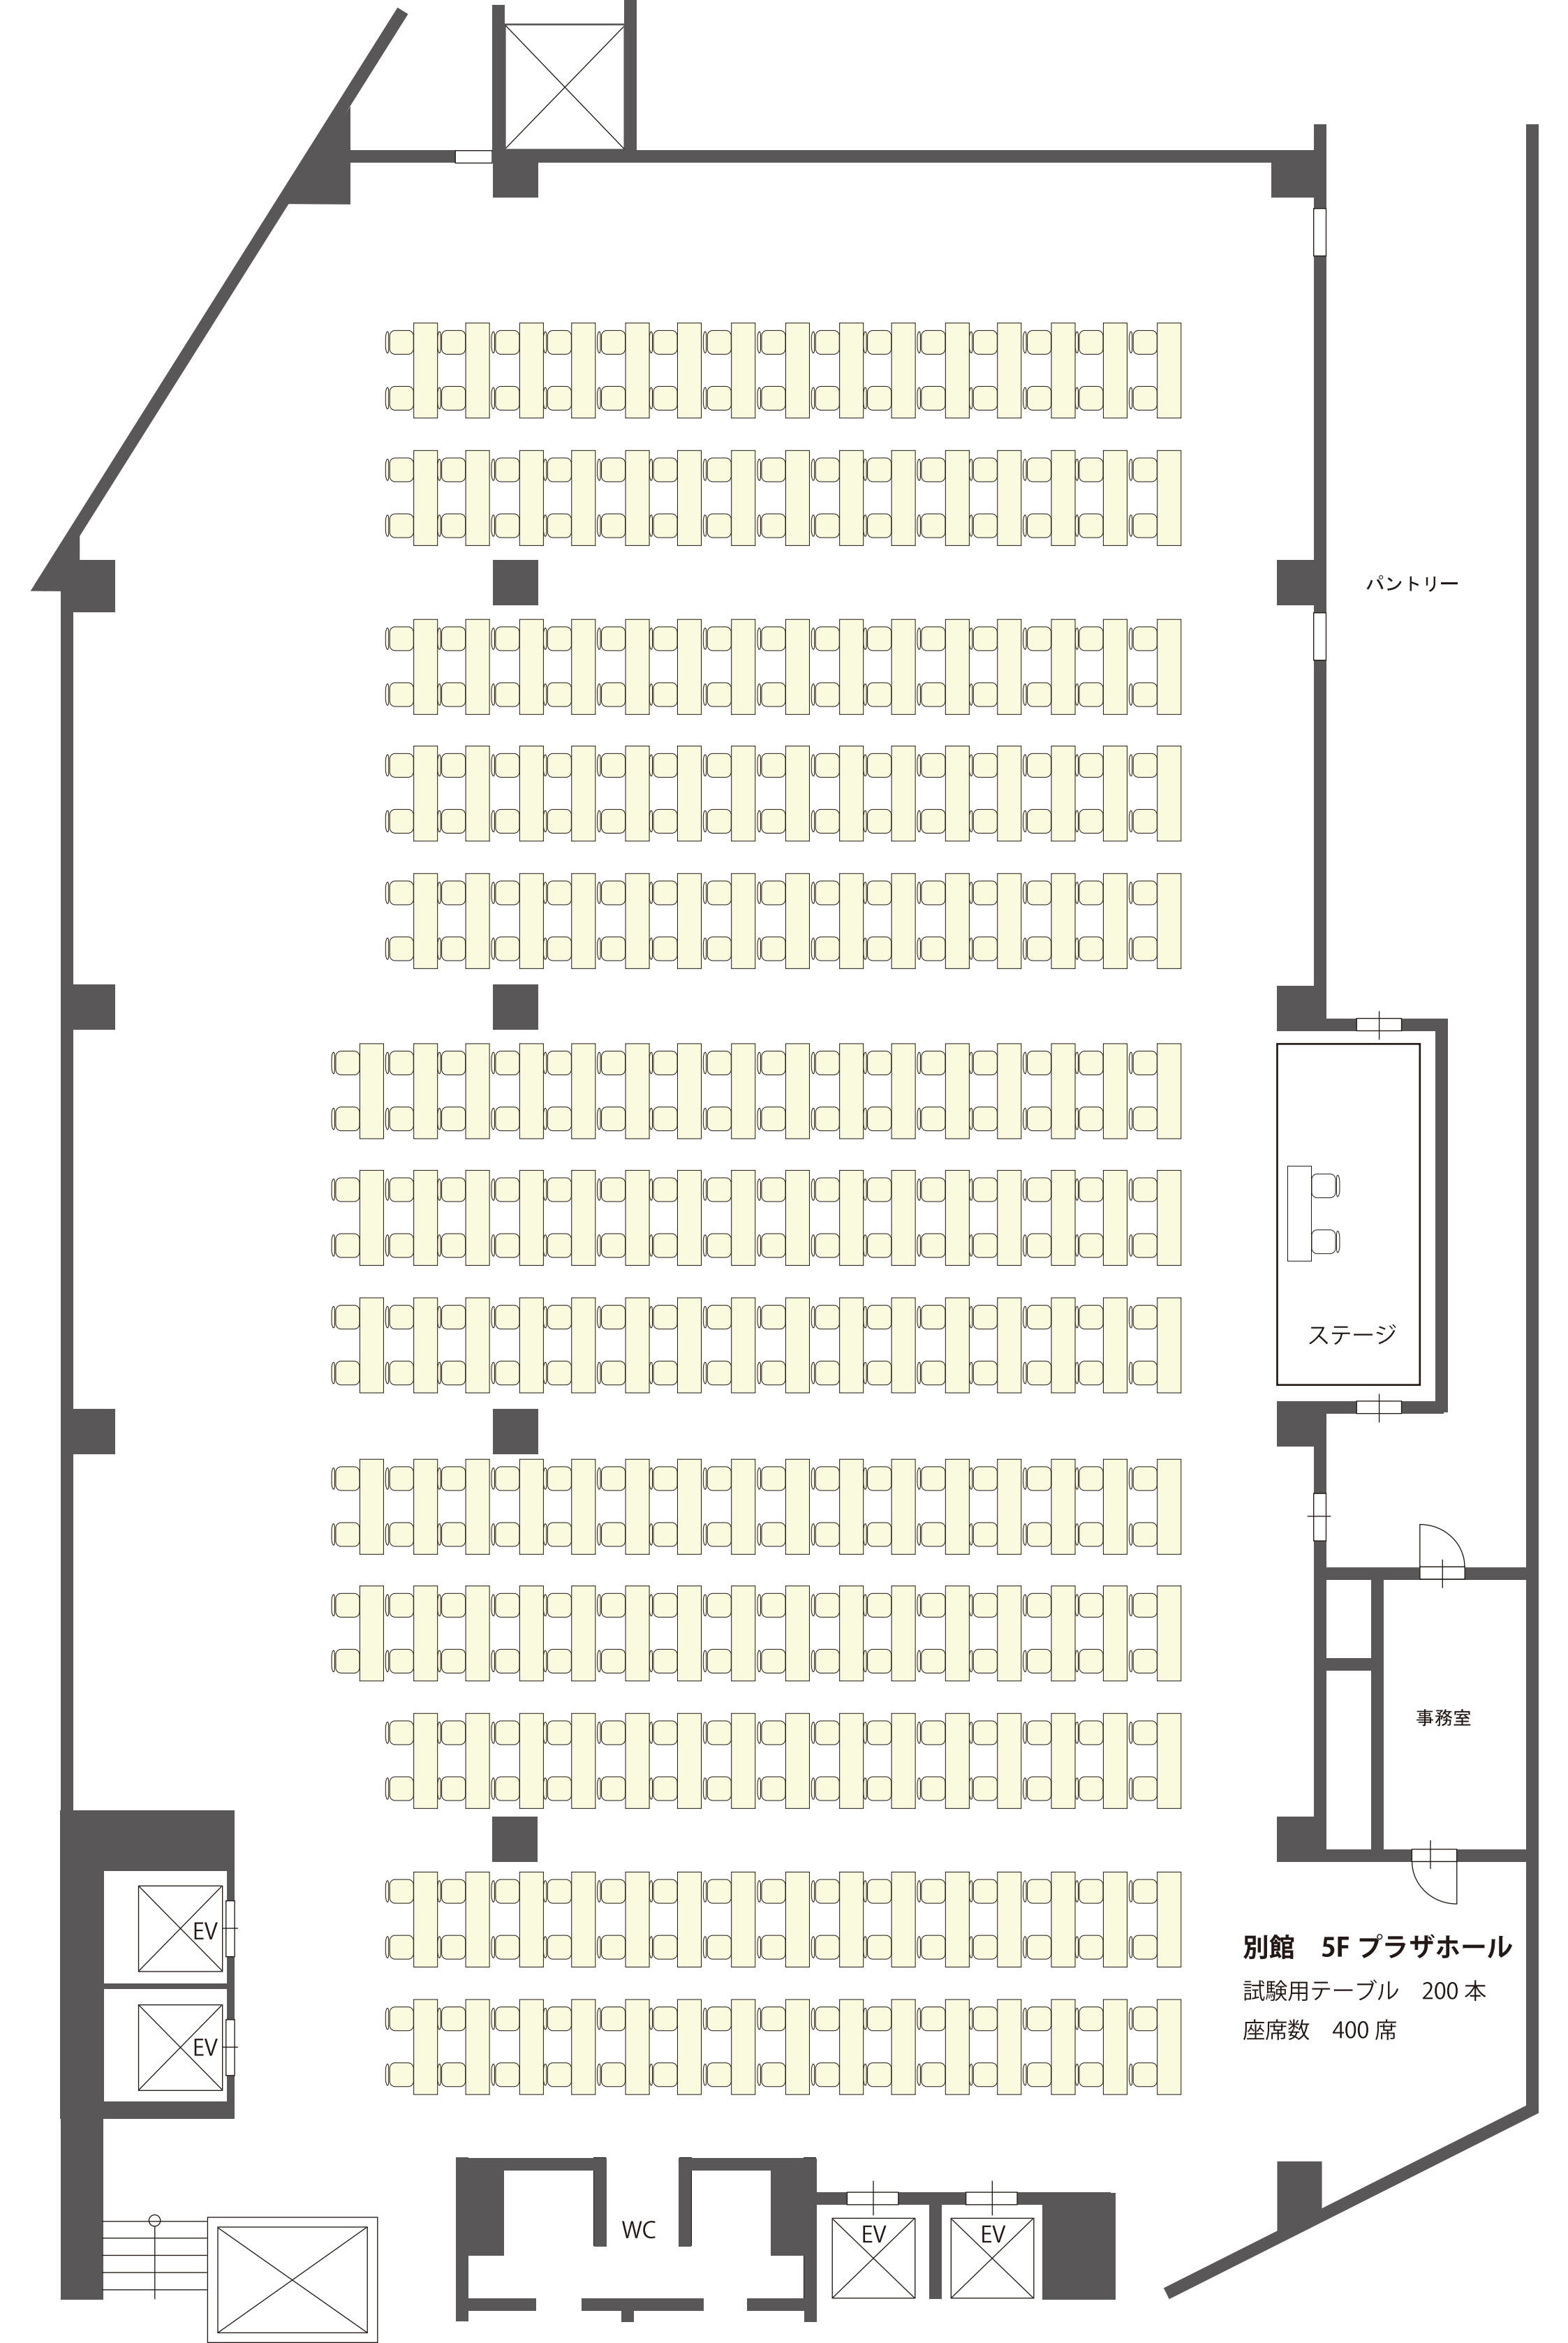 パントリー
ステージ
事務室
EV
別館　5F プラザホール
試験用テーブル　200 本
座席数　400 席
EV
WC
EV
EV